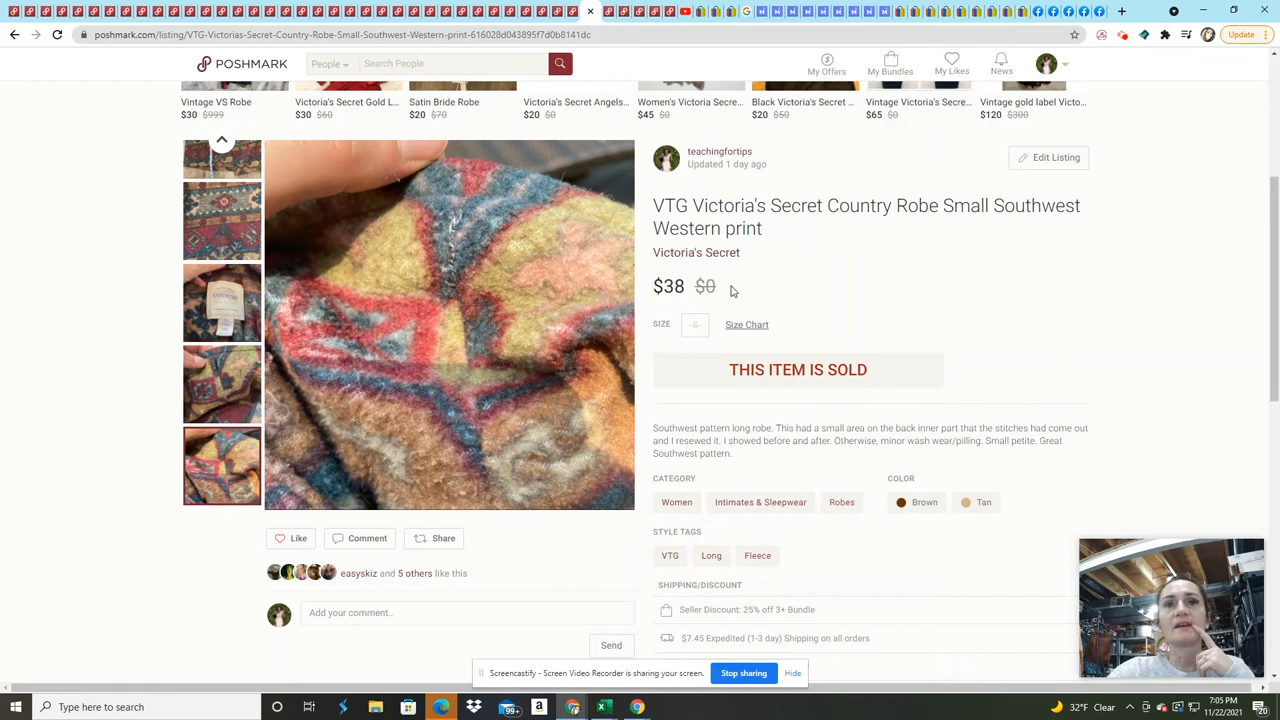 poshmark.com/listing/VTG-Victorias-Secret-Country-Robe-Small-Southwest-Western-print-616028d043895f7d0b8141dc
Update
POSHMARK
People
Search People
My Offers
My Bundles
My Likes
News
Vintage VS Robe
Victoria's Secret Gold L...
Satin Bride Robe
Victoria's Secret Angels...
Women's Victoria Secre...
Black Victoria's Secret ...
Vintage Victoria's Secre...
Vintage gold label Victo...
$30 $999
$30 $60
$20 $70
$20 $0
$45 $0
$20 $50
$65 $0
$120 $300
teachingfortips
Updated 1 day ago
Edit Listing
VTG Victoria's Secret Country Robe Small Southwest
Western print
Victoria's Secret
$38 $0
SIZE
S
Size Chart
THIS ITEM IS SOLD
Southwest pattern long robe. This had a small area on the back inner part that the stitches had come out
and I resewed it. I showed before and after. Otherwise, minor wash wear/pilling. Small petite. Great
Southwest pattern.
CATEGORY
COLOR
Women
Intimates & Sleepwear
Robes
Brown
Tan
STYLE TAGS
VTG
Long
Fleece
SHIPPING/DISCOUNT
Seller Discount: 25% off 3+ Bundle
$7.45 Expedited (1-3 day) Shipping on all orders
COUNTRY
Like
Comment
Share
easyskiz and 5 others like this
Add your comment..
Send
Screencastify - Screen Video Recorder is sharing your screen.
Stop sharing
Hide
Type here to search
99+
32°F
7:05 PM
11/22/2021